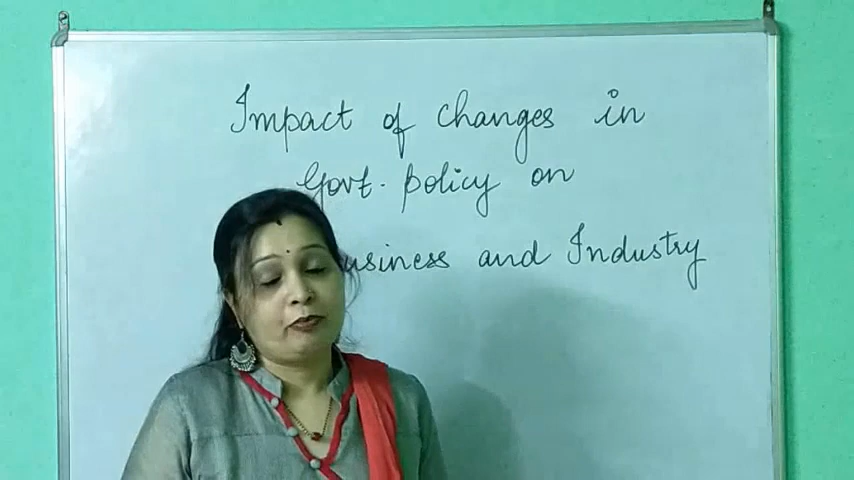 Impact of changes in
Govt. policy on
usiness and Industry